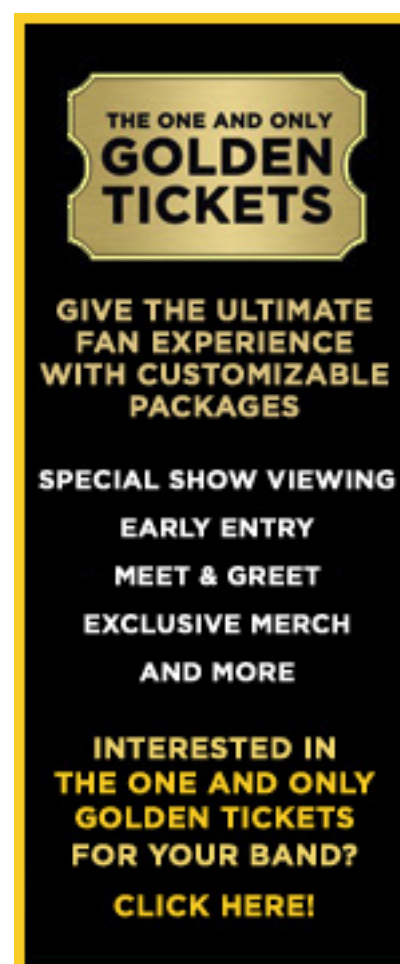 THE ONE AND ONLY
GOLDEN
TICKETS
GIVE THE ULTIMATE
FAN EXPERIENCE
WITH CUSTOMIZABLE
PACKAGES
SPECIAL SHOW VIEWING
EARLY ENTRY
MEET & GREET
EXCLUSIVE MERCH
AND MORE
INTERESTED IN
THE ONE AND ONLY
GOLDEN TICKETS
FOR YOUR BAND?
CLICK HERE!